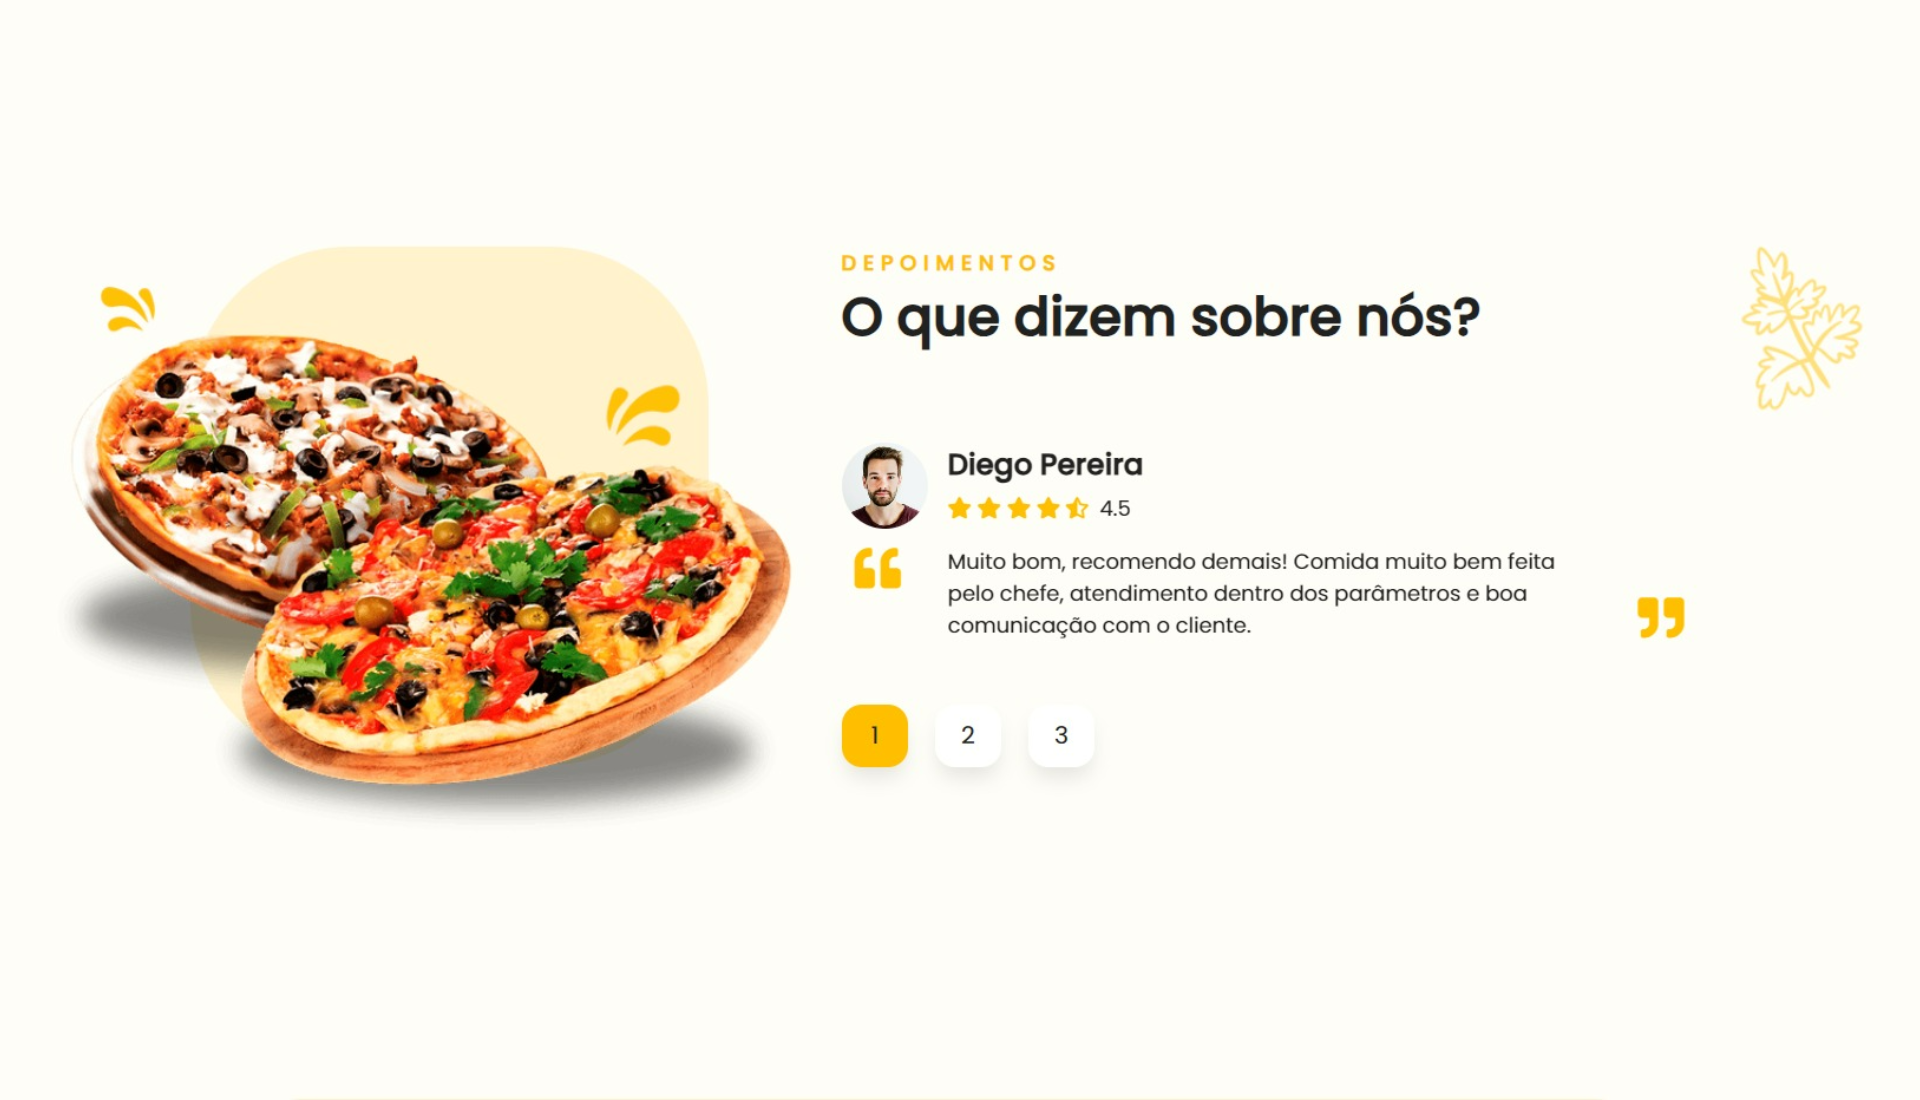 DEPOIMENTOS
O que dizem sobre nós?
Diego Pereira
4.5
Muito bom, recomendo demais! Comida muito bem feita
pelo chefe, atendimento dentro dos parâmetros e boa
comunicação com o cliente.
1 2 3